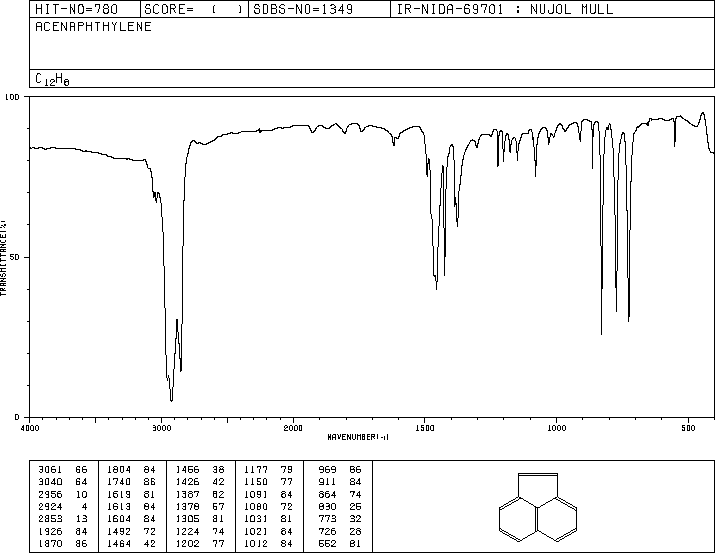 HIT-NO=780 SCORE= ( ) SDBS-NO=1349 IR-NIDA-69701 : NUJOL MULL
ACENAPHTHYLENE
C12H8
100
50
0
TRANSMITTANCE(%)
4000 3000 2000 1500 1000 500
WAVENUMBER(-1)
3061 66 1804 84 1456 38 1177 79 969 86
3040 64 1740 86 1426 42 1150 77 911 84
2956 10 1619 81 1387 62 1091 84 864 74
2924 4 1613 84 1378 57 1080 72 830 25
2853 13 1604 84 1305 81 1031 81 773 32
1926 84 1492 72 1224 74 1021 84 726 28
1870 86 1464 42 1202 77 1012 84 552 81